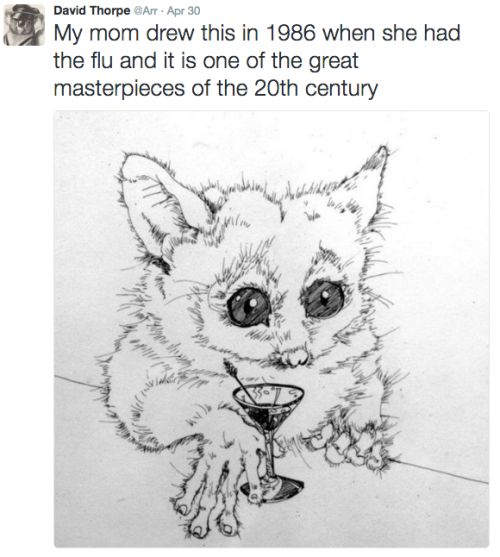 David Thorpe @Arr · Apr 30
My mom drew this in 1986 when she had
the flu and it is one of the great
masterpieces of the 20th century